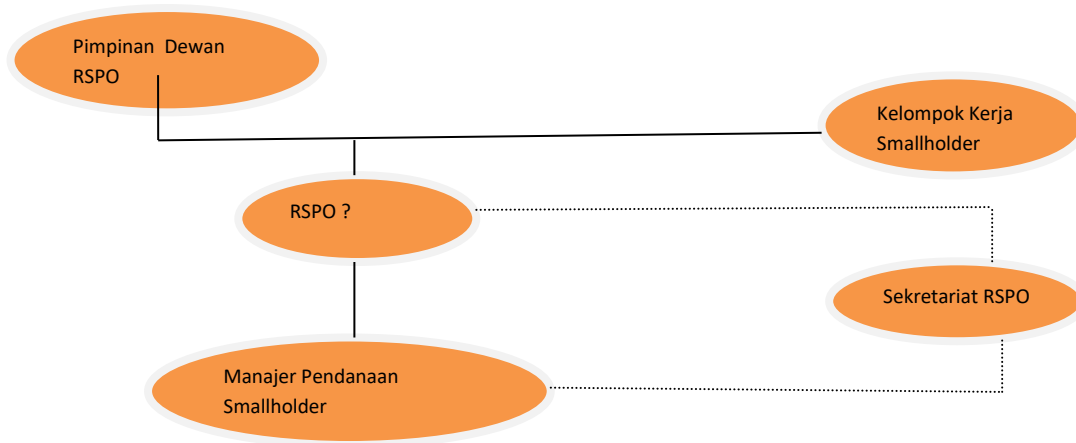 Pimpinan Dewan
RSPO
Kelompok Kerja
Smallholder
RSPO ?
Sekretariat RSPO
Manajer Pendanaan
Smallholder